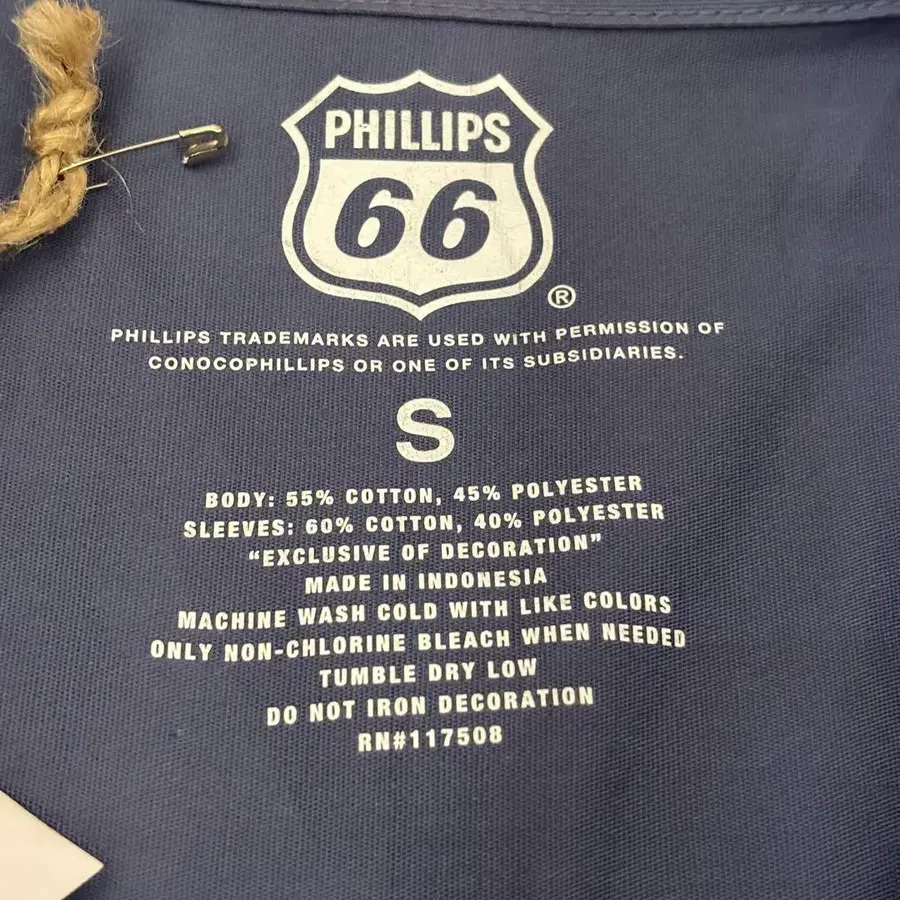 PHILLIPS
66
®
PHILLIPS TRADEMARKS ARE USED WITH PERMISSION OF
CONOCOPHILLIPS OR ONE OF ITS SUBSIDIARIES.
S
BODY: 55% COTTON, 45% POLYESTER
SLEEVES: 60% COTTON, 40% POLYESTER
"EXCLUSIVE OF DECORATION"
MADE IN INDONESIA
MACHINE WASH COLD WITH LIKE COLORS
ONLY NON-CHLORINE BLEACH WHEN NEEDED
TUMBLE DRY LOW
DO NOT IRON DECORATION
RN#117508